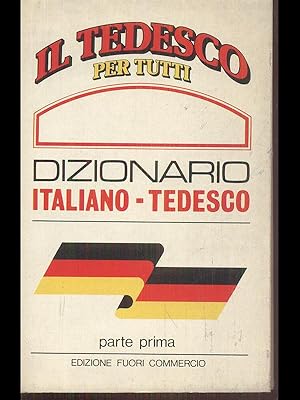 IL TEDESCO
PER TUTTI
DIZIONARIO
ITALIANO - TEDESCO
parte prima
EDIZIONE FUORI COMMERCIO